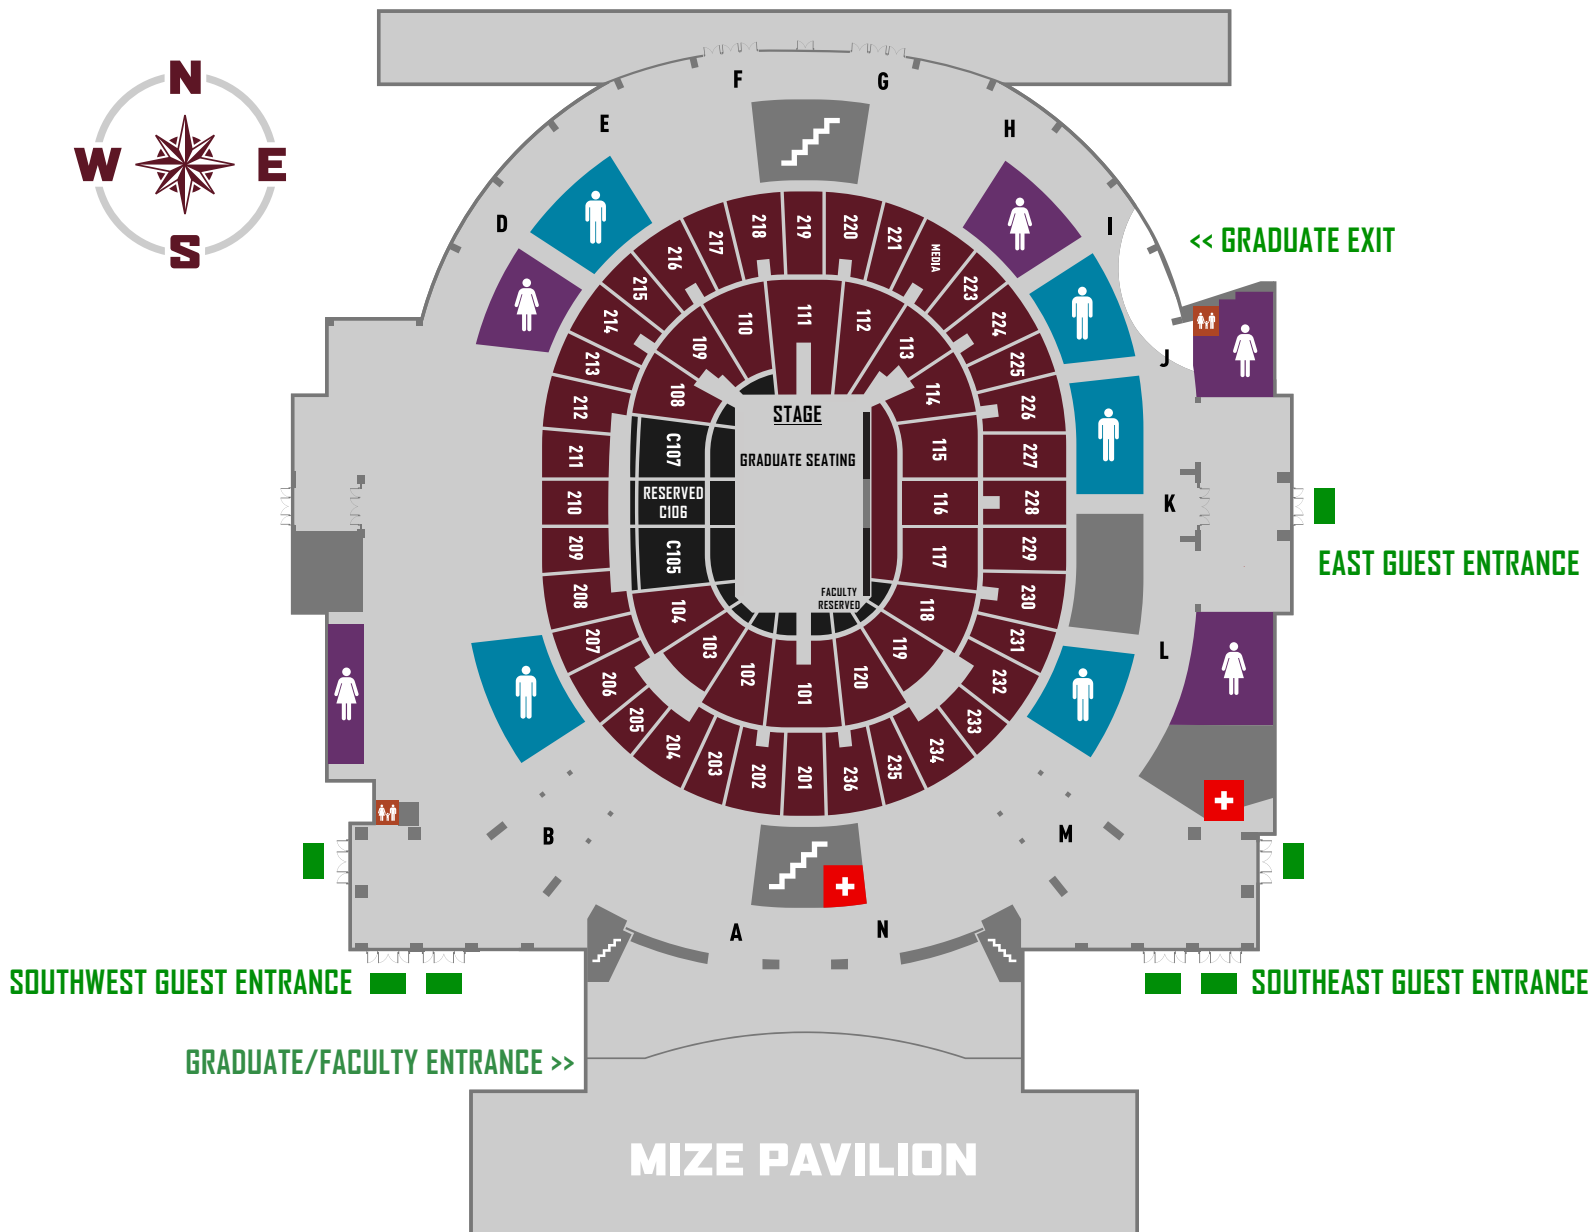 N
W
E
S
F
G
E
H
D
I
<< GRADUATE EXIT
J
K
EAST GUEST ENTRANCE
L
218
219
220
217
221
216
MEDIA
215
223
214
224
213
225
212
226
211
227
210
228
209
229
208
230
207
231
206
232
205
233
204
234
203
235
202
201
236
111
110
112
109
113
108
114
115
116
117
104
118
103
119
102
120
101
STAGE
GRADUATE SEATING
C107
RESERVED
C106
C105
FACULTY
RESERVED
B
M
A
N
SOUTHWEST GUEST ENTRANCE
SOUTHEAST GUEST ENTRANCE
GRADUATE/FACULTY ENTRANCE >>
MIZE PAVILION